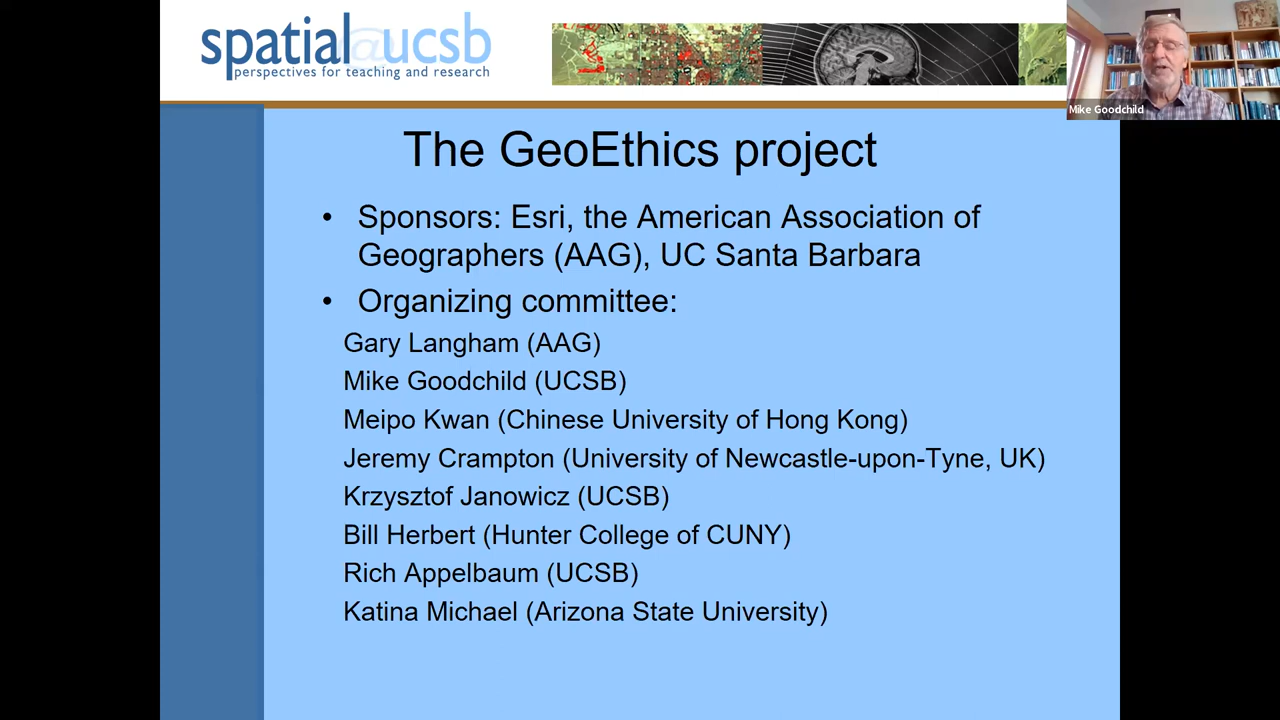 spatial@ucsb
perspectives for teaching and research
Mike Goodchild
The GeoEthics project
• Sponsors: Esri, the American Association of
Geographers (AAG), UC Santa Barbara
• Organizing committee:
Gary Langham (AAG)
Mike Goodchild (UCSB)
Meipo Kwan (Chinese University of Hong Kong)
Jeremy Crampton (University of Newcastle-upon-Tyne, UK)
Krzysztof Janowicz (UCSB)
Bill Herbert (Hunter College of CUNY)
Rich Appelbaum (UCSB)
Katina Michael (Arizona State University)